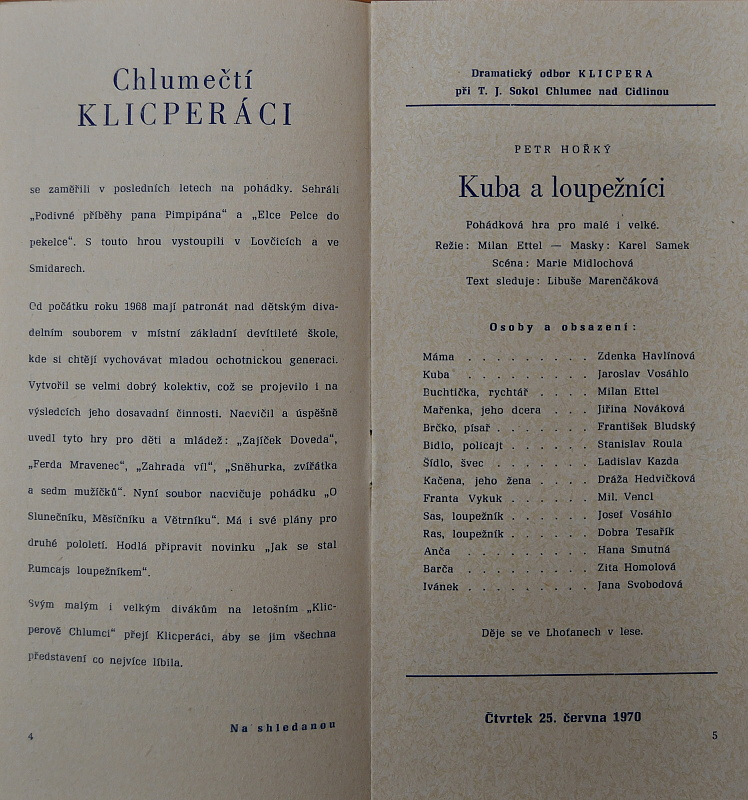 Chlumečtí
KLICPERÁCI
se zaměřili v posledních letech na pohádky. Sehráli
„Podivné příběhy pana Pimpipána“ a „Elce Pelce do
pekelce“. S touto hrou vystoupili v Lovčicích a ve
Smidarech.
Od počátku roku 1968 mají patronát nad dětským diva-
delním souborem v místní základní devítileté škole,
kde si chtějí vychovávat mladou ochotnickou generaci.
Vytvořil se velmi dobrý kolektiv, což se projevilo i na
výsledcích jeho dosavadní činnosti. Nacvičil a úspěšně
uvedl tyto hry pro děti a mládež: „Zajíček Doveda“,
„Ferda Mravenec“, „Zahrada víl“, „Sněhurka, zvířátka
a sedm mužíčků“. Nyní soubor nacvičuje pohádku „O
Slunečníku, Měsíčníku a Větrníku“. Má i své plány pro
druhé pololetí. Hodlá připravit novinku „Jak se stal
Rumcajs loupežníkem“.
Svým malým i velkým divákům na letošním „Klic-
perově Chlumci“ přejí Klicperáci, aby se jim všechna
představení co nejvíce líbila.
Na shledanou
4
Dramatický odbor KLICPERA
při T. J. Sokol Chlumec nad Cidlinou
PETR HOŘKÝ
Kuba a loupežníci
Pohádková hra pro malé i velké.
Režie: Milan Ettel — Masky: Karel Samek
Scéna: Marie Midlochová
Text sleduje: Libuše Marenčáková
Osoby a obsazení:
Máma . . . . . . . . . Zdenka Havlínová
Kuba . . . . . . . . . Jaroslav Vosáhlo
Buchtička, rychtář . . . . Milan Ettel
Mařenka, jeho dcera . . . Jiřina Nováková
Brčko, písař . . . . . . František Bludský
Bidlo, policajt . . . . . . Stanislav Roula
Šídlo, švec . . . . . . . Ladislav Kazda
Kačena, jeho žena . . . . Dráža Hedvičková
Franta Vykuk . . . . . . Mil. Vencl
Sas, loupežník . . . . . . Josef Vosáhlo
Ras, loupežník . . . . . . Dobra Tesařík
Anča . . . . . . . . . Hana Smutná
Barča . . . . . . . . . Zita Homolová
Ivánek . . . . . . . . . Jana Svobodová
Děje se ve Lhoťanech v lese.
Čtvrtek 25. června 1970
5